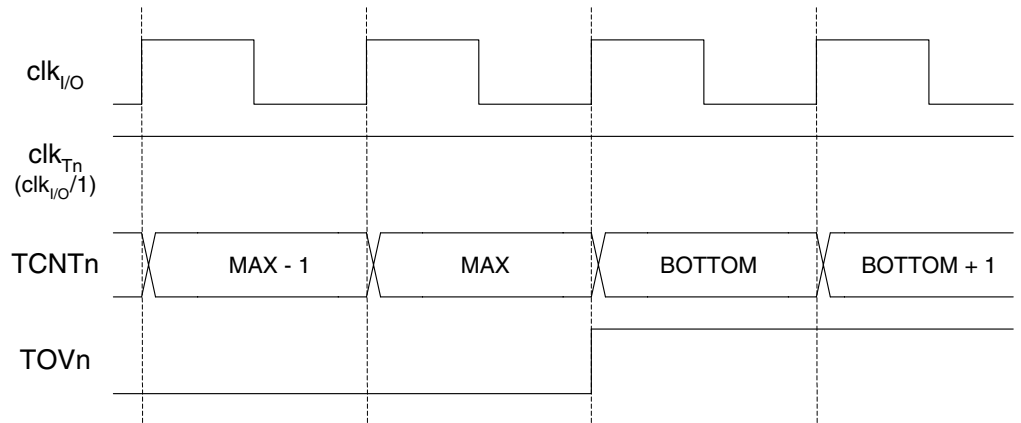 clkI/O
clkTn
(clkI/O/1)
TCNTn MAX - 1 MAX BOTTOM BOTTOM + 1
TOVn